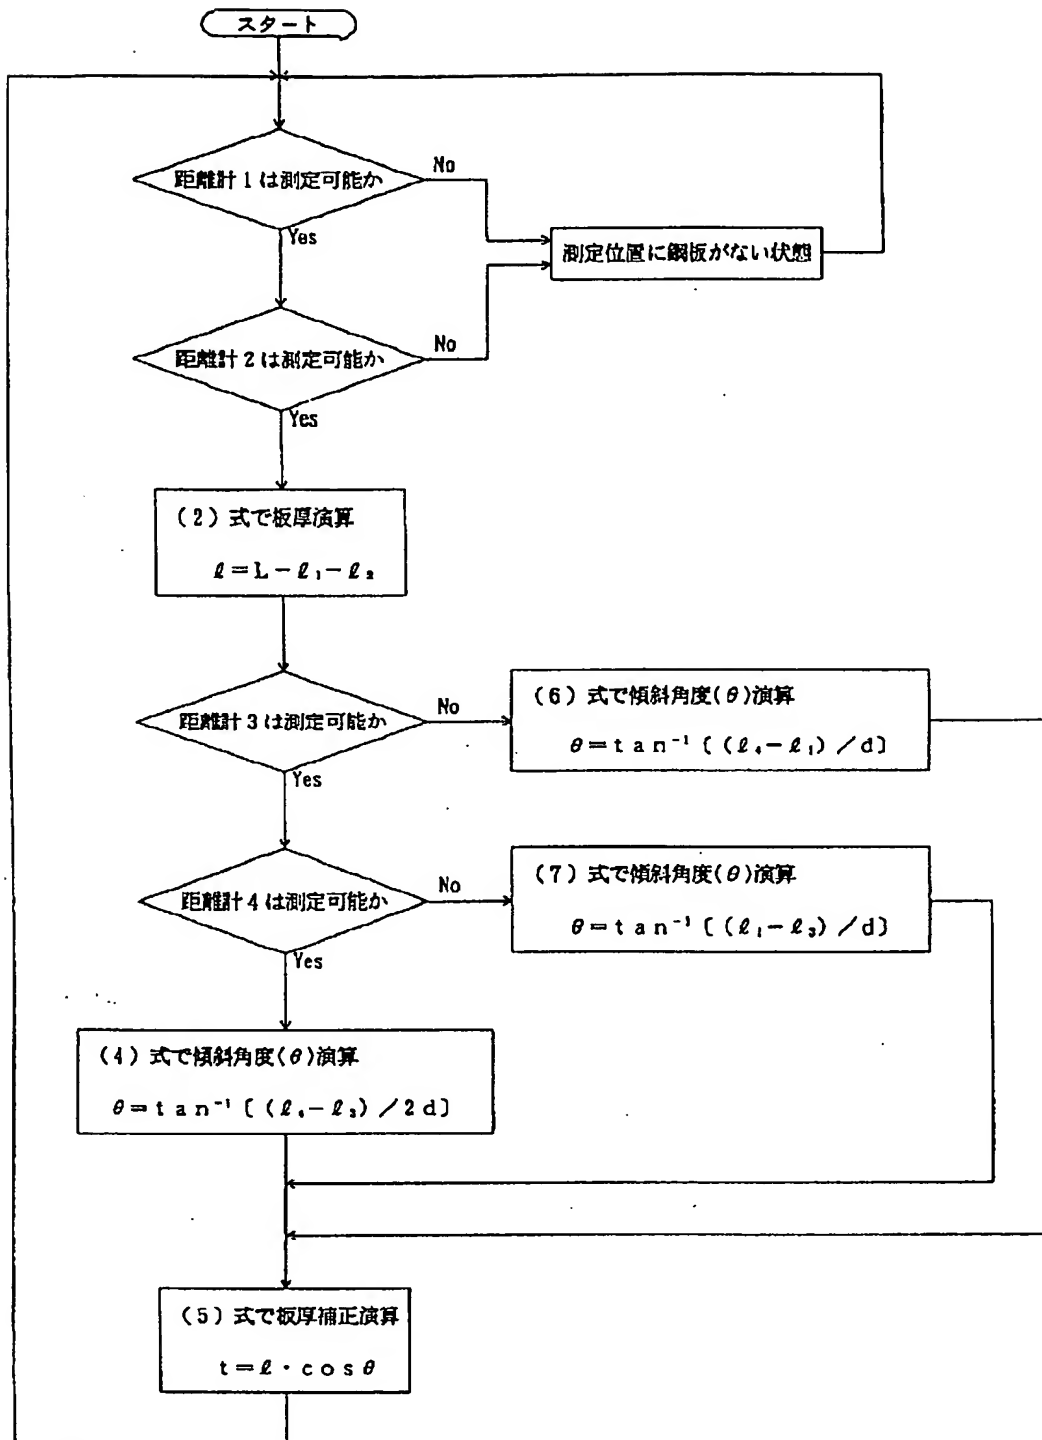 スタート
距離計1は測定可能か
No
Yes
測定位置に鋼板がない状態
距離計2は測定可能か
No
Yes
(2)式で板厚演算
ℓ=L-ℓ₁-ℓ₂
距離計3は測定可能か
No
Yes
(6)式で傾斜角度(θ)演算
θ=tan⁻¹〔(ℓ₄-ℓ₁)/d〕
距離計4は測定可能か
No
Yes
(7)式で傾斜角度(θ)演算
θ=tan⁻¹〔(ℓ₁-ℓ₃)/d〕
(4)式で傾斜角度(θ)演算
θ=tan⁻¹〔(ℓ₄-ℓ₃)/2d〕
(5)式で板厚補正演算
t=ℓ・cosθ